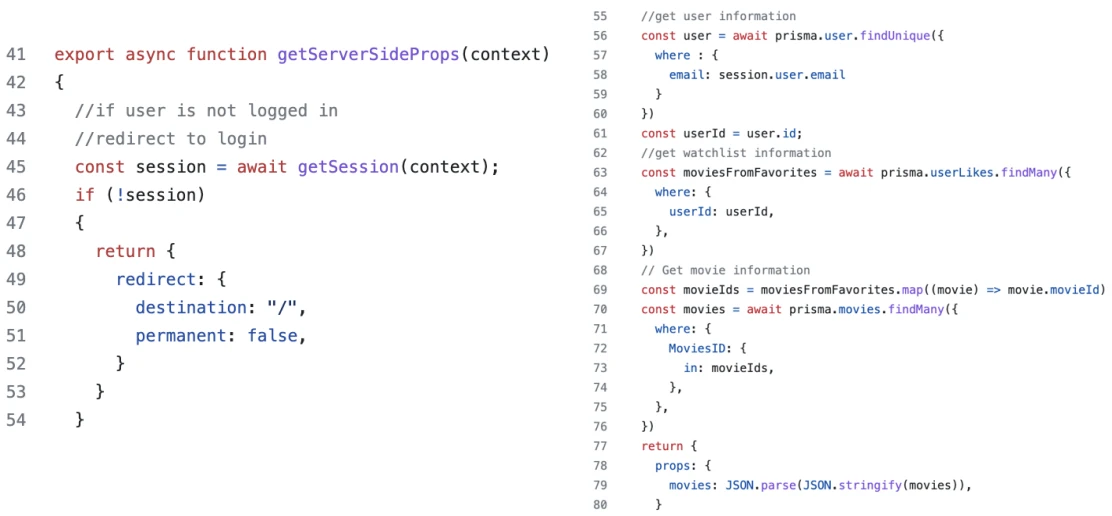 41 export async function getServerSideProps(context)
42 {
43 //if user is not logged in
44 //redirect to login
45 const session = await getSession(context);
46 if (!session)
47 {
48 return {
49 redirect: {
50 destination: "/",
51 permanent: false,
52 }
53 }
54 }
55 //get user information
56 const user = await prisma.user.findUnique({
57 where : {
58 email: session.user.email
59 }
60 })
61 const userId = user.id;
62 //get watchlist information
63 const moviesFromFavorites = await prisma.userLikes.findMany({
64 where: {
65 userId: userId,
66 },
67 })
68 // Get movie information
69 const movieIds = moviesFromFavorites.map((movie) => movie.movieId)
70 const movies = await prisma.movies.findMany({
71 where: {
72 MoviesID: {
73 in: movieIds,
74 },
75 },
76 })
77 return {
78 props: {
79 movies: JSON.parse(JSON.stringify(movies)),
80 }